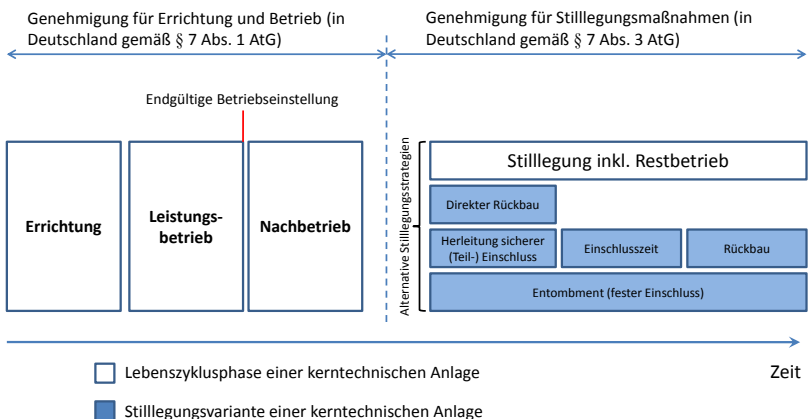 Genehmigung für Errichtung und Betrieb (in
Deutschland gemäß § 7 Abs. 1 AtG)
Genehmigung für Stilllegungsmaßnahmen (in
Deutschland gemäß § 7 Abs. 3 AtG)
Endgültige Betriebseinstellung
Errichtung
Leistungs-
betrieb
Nachbetrieb
Alternative Stilllegungsstrategien
Stilllegung inkl. Restbetrieb
Direkter Rückbau
Herleitung sicherer
(Teil-) Einschluss
Einschlusszeit
Rückbau
Entombment (fester Einschluss)
Zeit
Lebenszyklusphase einer kerntechnischen Anlage
Stilllegungsvariante einer kerntechnischen Anlage